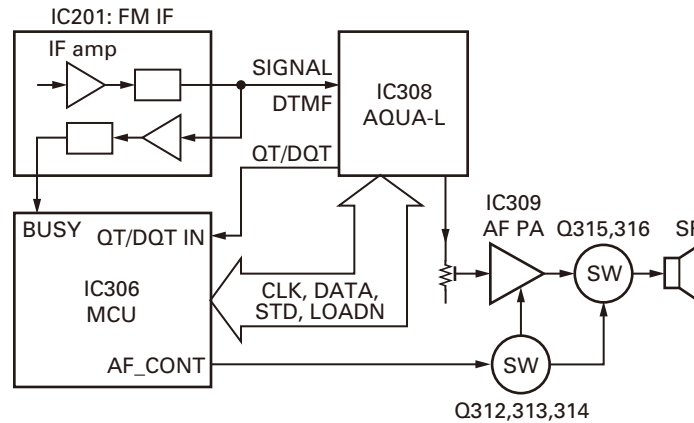 IC201: FM IF
IF amp
SIGNAL
DTMF
IC308
AQUA-L
QT/DQT
BUSY
QT/DQT IN
IC306
MCU
AF_CONT
CLK, DATA,
STD, LOADN
IC309
AF PA
Q315,316
SW
SW
Q312,313,314